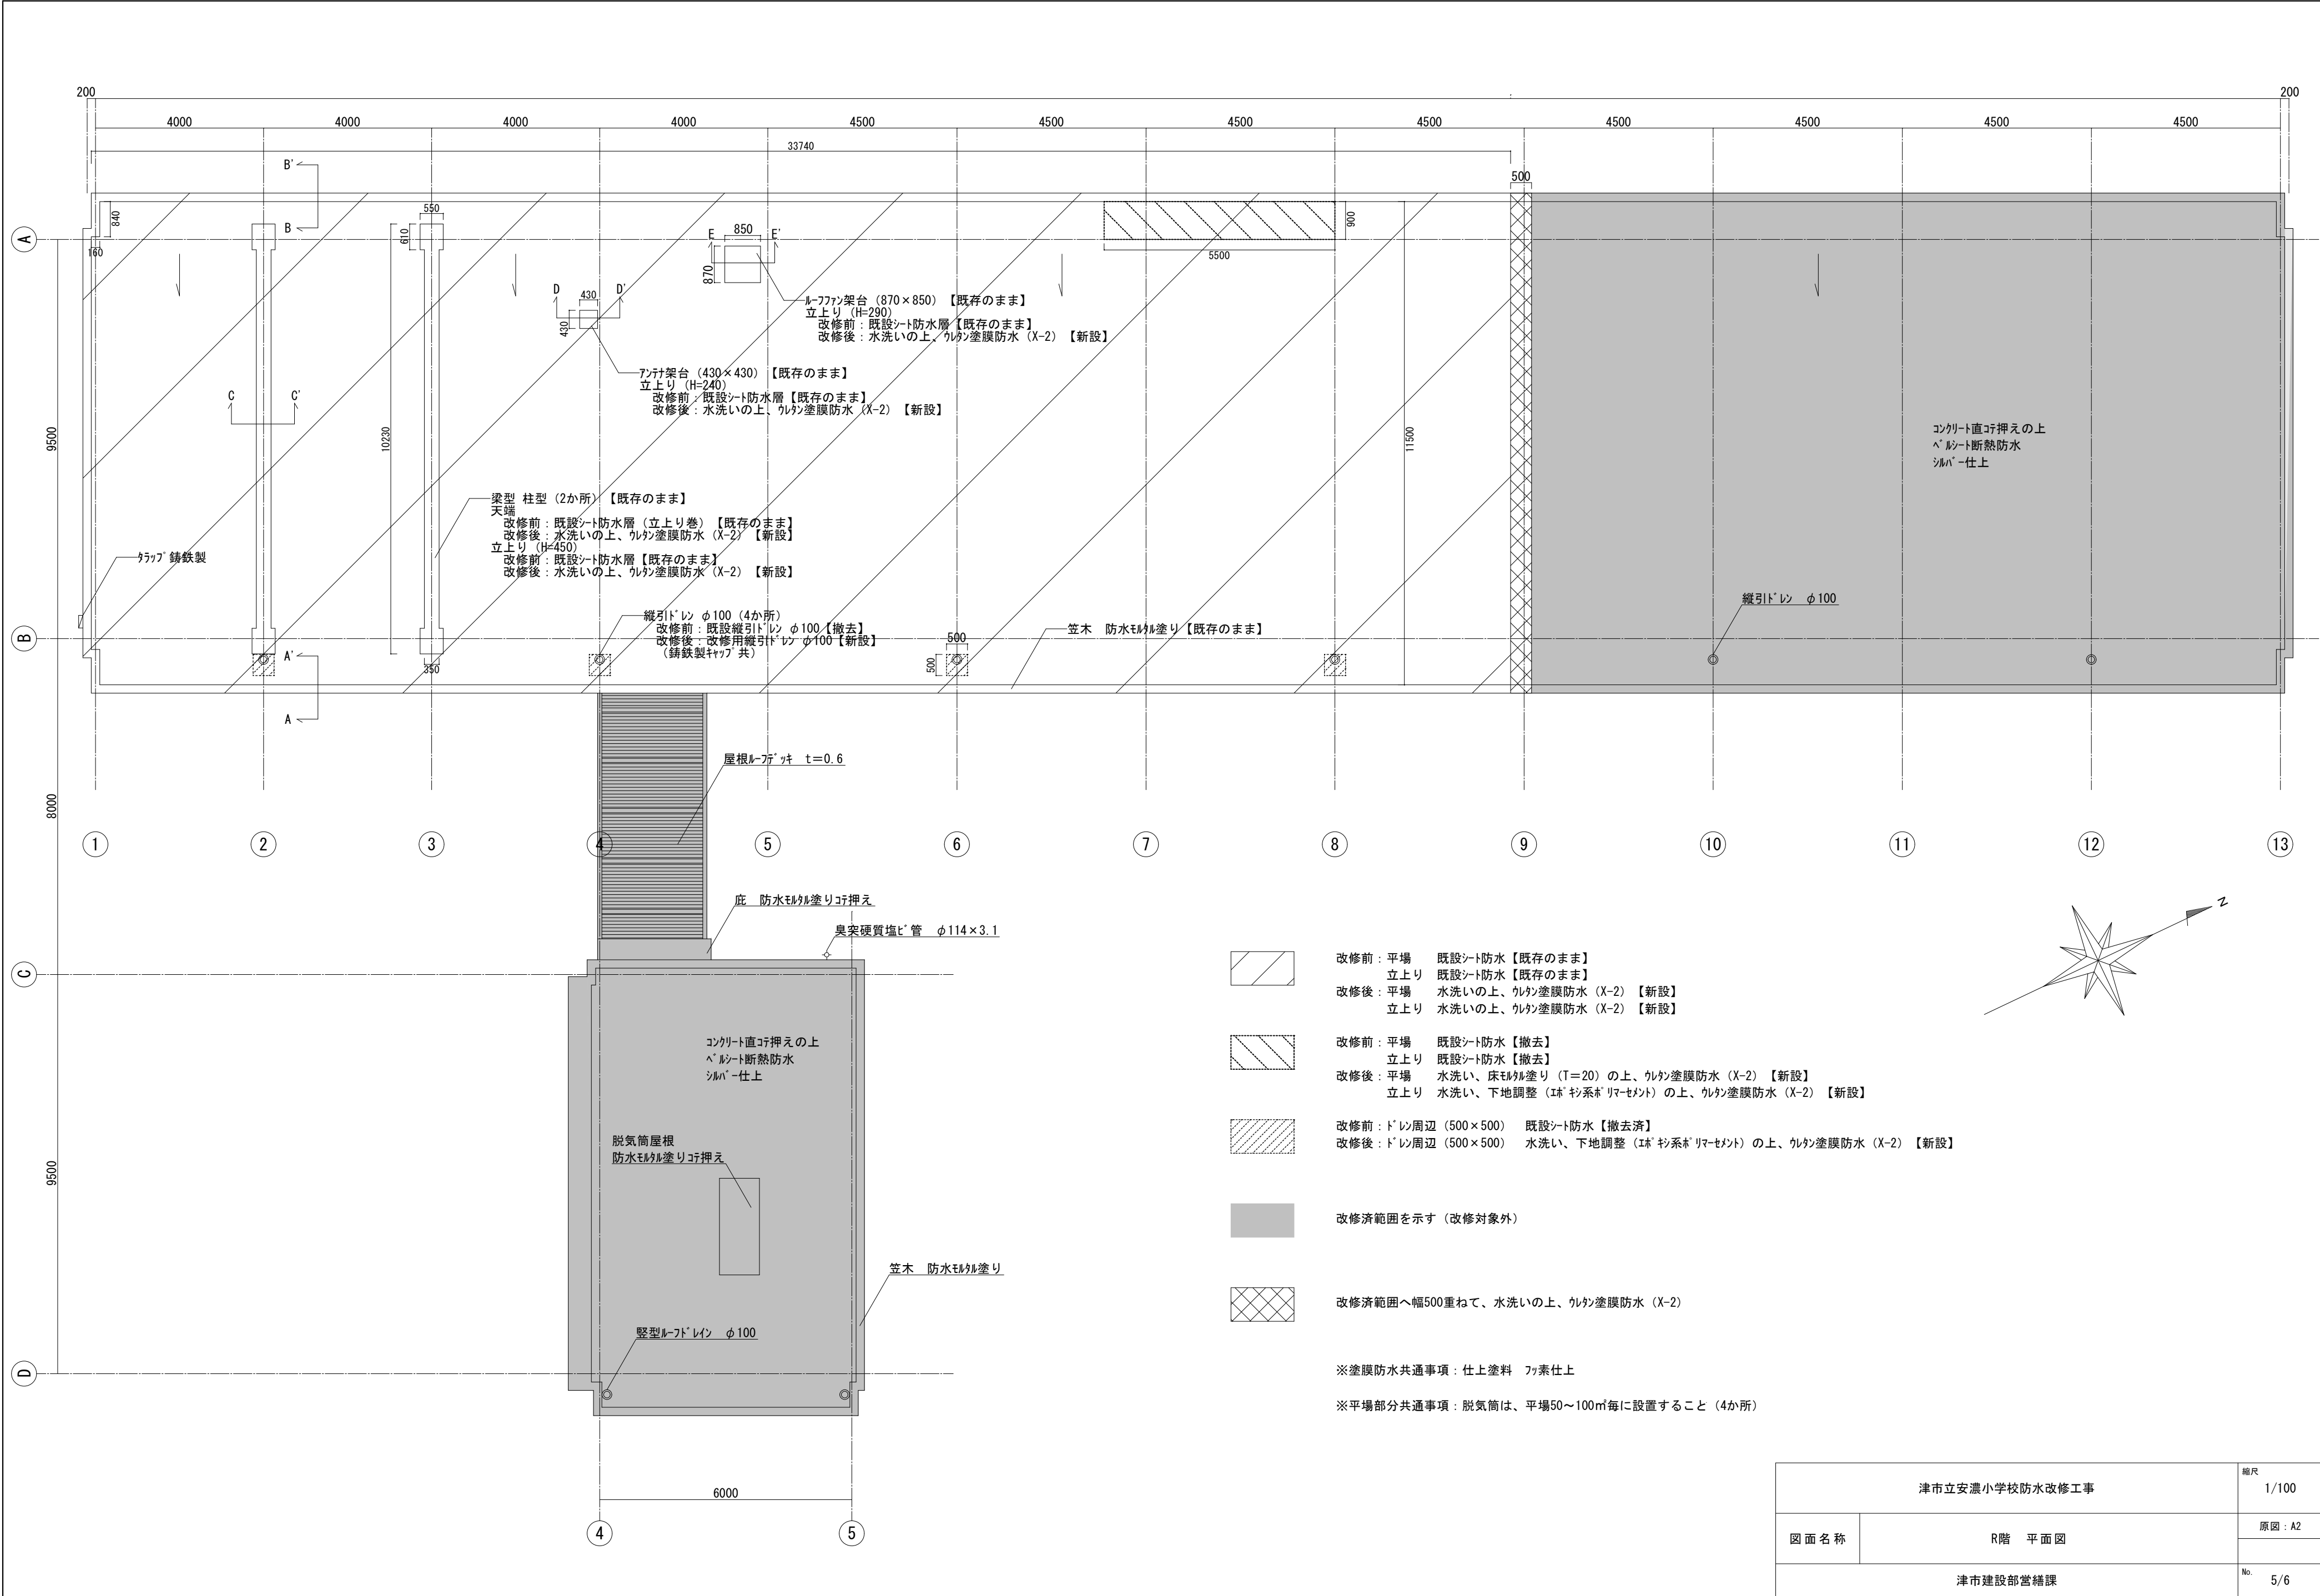 200
200
4000
4000
4000
4000
4500
4500
4500
4500
4500
4500
4500
4500
33740
500
B'
B
840
160
550
610
E
850
E'
870
900
5500
D
430
D'
430
A
ﾙｰﾌﾌｧﾝ架台（870×850）【既存のまま】
立上り（H=290）
改修前：既設ｼｰﾄ防水層【既存のまま】
改修後：水洗いの上、ｳﾚﾀﾝ塗膜防水（X-2）【新設】
ｱﾝﾃﾅ架台（430×430）【既存のまま】
立上り（H=240）
改修前：既設ｼｰﾄ防水層【既存のまま】
改修後：水洗いの上、ｳﾚﾀﾝ塗膜防水（X-2）【新設】
C
C'
9500
10230
11500
ｺﾝｸﾘｰﾄ直ｺﾃ押えの上
ﾍﾞﾙｼｰﾄ断熱防水
ｼﾙﾊﾞｰ仕上
梁型 柱型（2か所）【既存のまま】
天端
改修前：既設ｼｰﾄ防水層（立上り巻）【既存のまま】
改修後：水洗いの上、ｳﾚﾀﾝ塗膜防水（X-2）【新設】
立上り（H=450）
改修前：既設ｼｰﾄ防水層【既存のまま】
改修後：水洗いの上、ｳﾚﾀﾝ塗膜防水（X-2）【新設】
ﾀﾗｯﾌﾟ鋳鉄製
縦引ﾄﾞﾚﾝ　φ100
縦引ﾄﾞﾚﾝ φ100（4か所）
改修前：既設縦引ﾄﾞﾚﾝ φ100【撤去】
改修後：改修用縦引ﾄﾞﾚﾝ φ100【新設】
（鋳鉄製ｷｬｯﾌﾟ共）
笠木　防水ﾓﾙﾀﾙ塗り【既存のまま】
B
500
500
350
A'
A
屋根ﾙｰﾌﾃﾞｯｷ　t＝0.6
8000
1
2
3
4
5
6
7
8
9
10
11
12
13
庇　防水ﾓﾙﾀﾙ塗りｺﾃ押え
臭突硬質塩ﾋﾞ管　φ114×3.1
N
C
改修前：平場　既設ｼｰﾄ防水【既存のまま】
立上り　既設ｼｰﾄ防水【既存のまま】
改修後：平場　水洗いの上、ｳﾚﾀﾝ塗膜防水（X-2）【新設】
立上り　水洗いの上、ｳﾚﾀﾝ塗膜防水（X-2）【新設】
ｺﾝｸﾘｰﾄ直ｺﾃ押えの上
ﾍﾞﾙｼｰﾄ断熱防水
ｼﾙﾊﾞｰ仕上
改修前：平場　既設ｼｰﾄ防水【撤去】
立上り　既設ｼｰﾄ防水【撤去】
改修後：平場　水洗い、床ﾓﾙﾀﾙ塗り（T＝20）の上、ｳﾚﾀﾝ塗膜防水（X-2）【新設】
立上り　水洗い、下地調整（ｴﾎﾟｷｼ系ﾎﾟﾘﾏｰｾﾒﾝﾄ）の上、ｳﾚﾀﾝ塗膜防水（X-2）【新設】
改修前：ﾄﾞﾚﾝ周辺（500×500）　既設ｼｰﾄ防水【撤去済】
改修後：ﾄﾞﾚﾝ周辺（500×500）　水洗い、下地調整（ｴﾎﾟｷｼ系ﾎﾟﾘﾏｰｾﾒﾝﾄ）の上、ｳﾚﾀﾝ塗膜防水（X-2）【新設】
脱気筒屋根
防水ﾓﾙﾀﾙ塗りｺﾃ押え
9500
改修済範囲を示す（改修対象外）
笠木　防水ﾓﾙﾀﾙ塗り
改修済範囲へ幅500重ねて、水洗いの上、ｳﾚﾀﾝ塗膜防水（X-2）
竪型ﾙｰﾌﾄﾞﾚｲﾝ　φ100
D
※塗膜防水共通事項：仕上塗料　ﾌｯ素仕上
※平場部分共通事項：脱気筒は、平場50～100㎡毎に設置すること（4か所）
6000
4
5
津市立安濃小学校防水改修工事
縮尺
1/100
図面名称
R階　平面図
原図：A2
津市建設部営繕課
No.
5/6